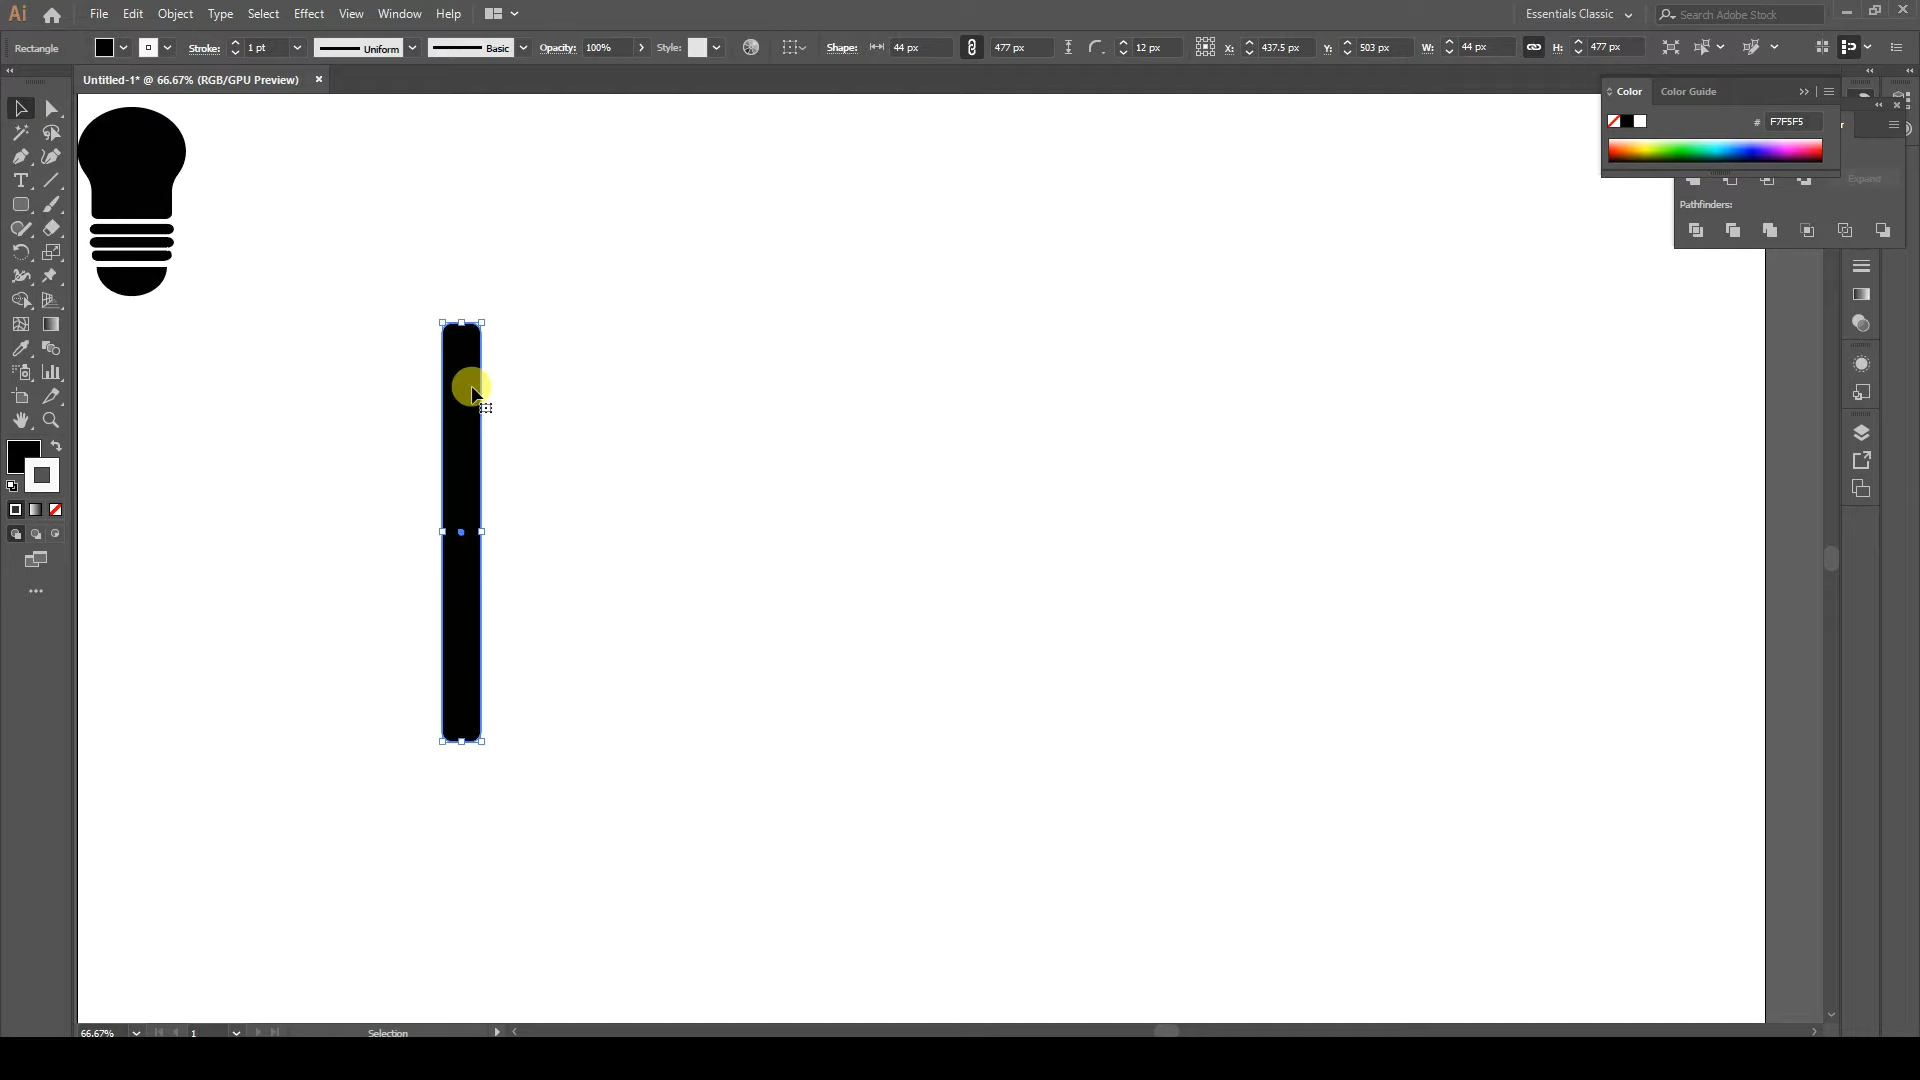 Ai File Edit Object Type Select Effect View Window Help Essentials Classic Search Adobe Stock
Rectangle Stroke: 1 pt Uniform Basic Opacity: 100% Style: Shape: 44 px 477 px 12 px X: 437.5 px Y: 503 px W: 44 px H: 477 px
Untitled-1* @ 66.67% (RGB/GPU Preview)
Color Color Guide
# F7F5F5
Expand
Pathfinders:
66.67% 1 Selection